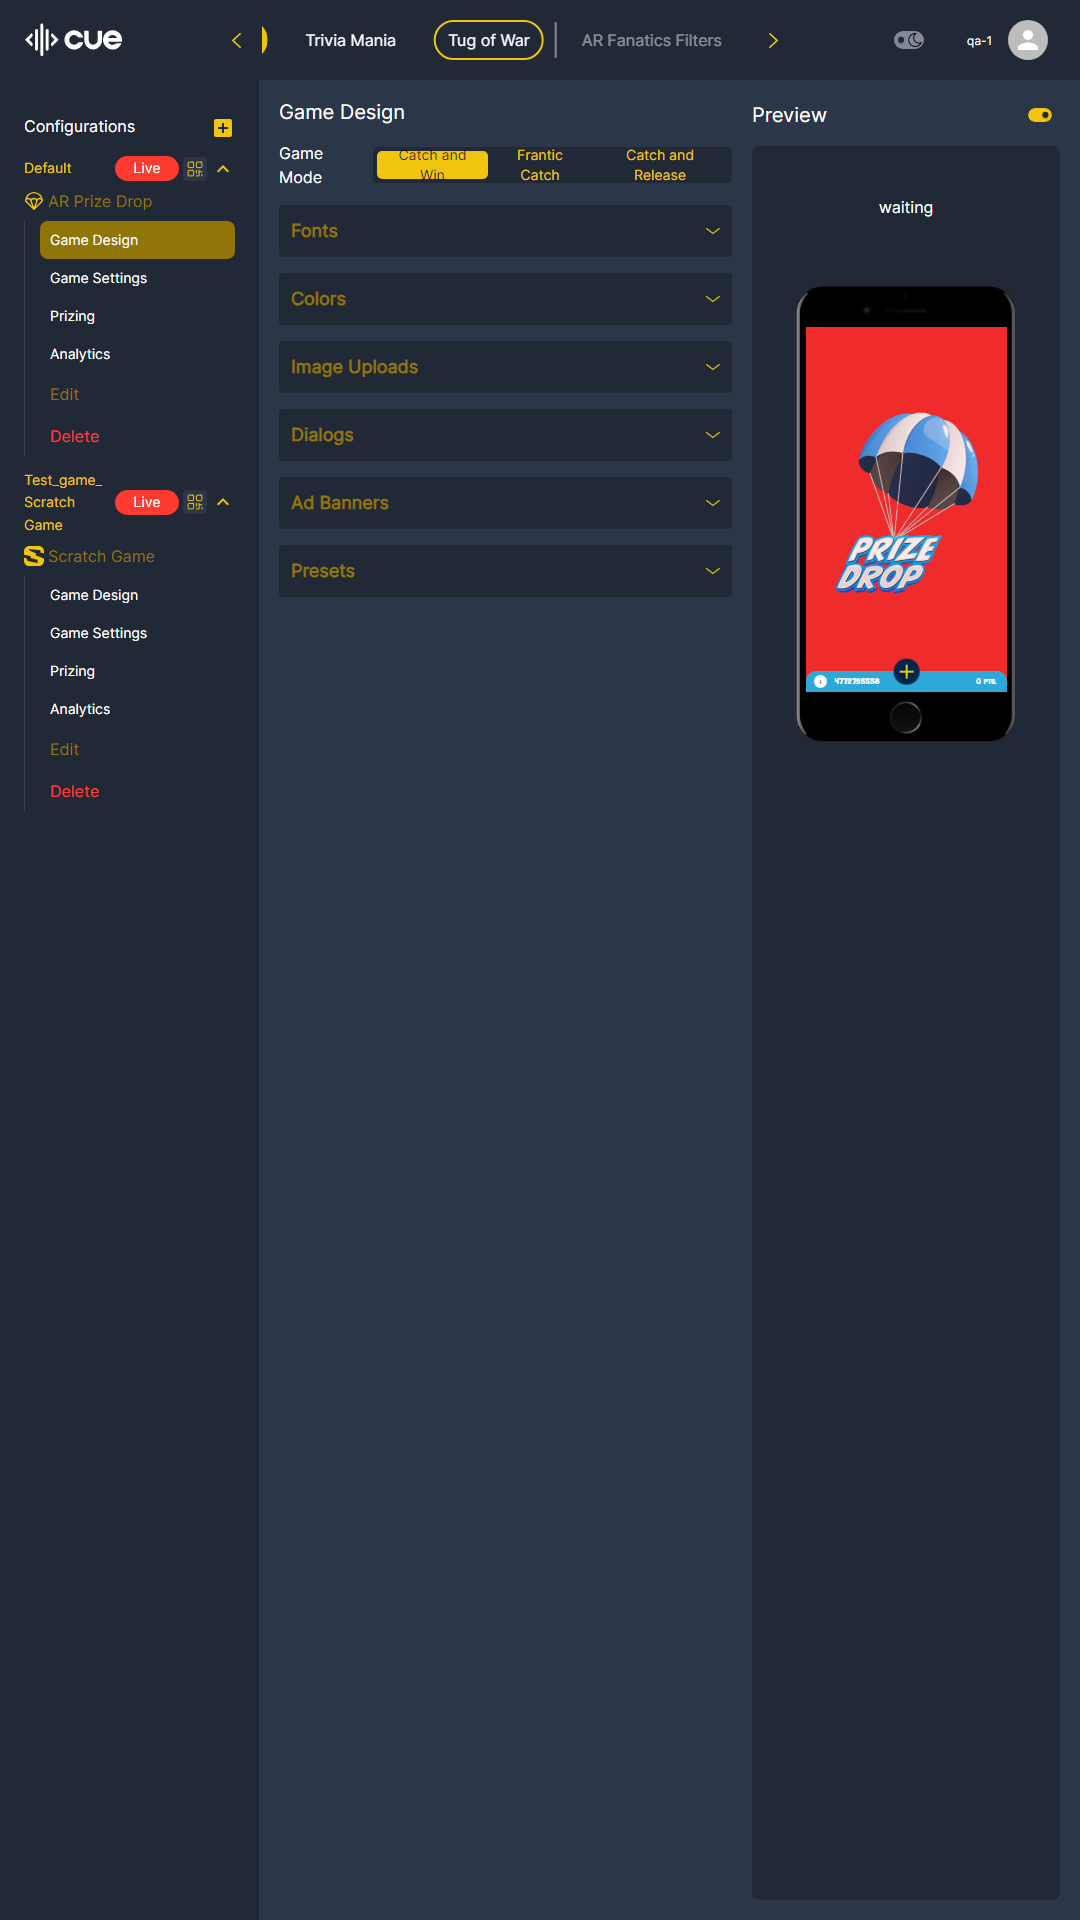 cue
Trivia Mania
Tug of War
AR Fanatics Filters
qa-1
Configurations
Default
Live
AR Prize Drop
Game Design
Game Settings
Prizing
Analytics
Edit
Delete
Test_game_
Scratch
Game
Live
Scratch Game
Game Design
Game Settings
Prizing
Analytics
Edit
Delete
Game Design
Game
Mode
Catch and
Win
Frantic
Catch
Catch and
Release
Fonts
Colors
Image Uploads
Dialogs
Ad Banners
Presets
Preview
waiting
PRIZE
DROP
4772795558
0 PTS.